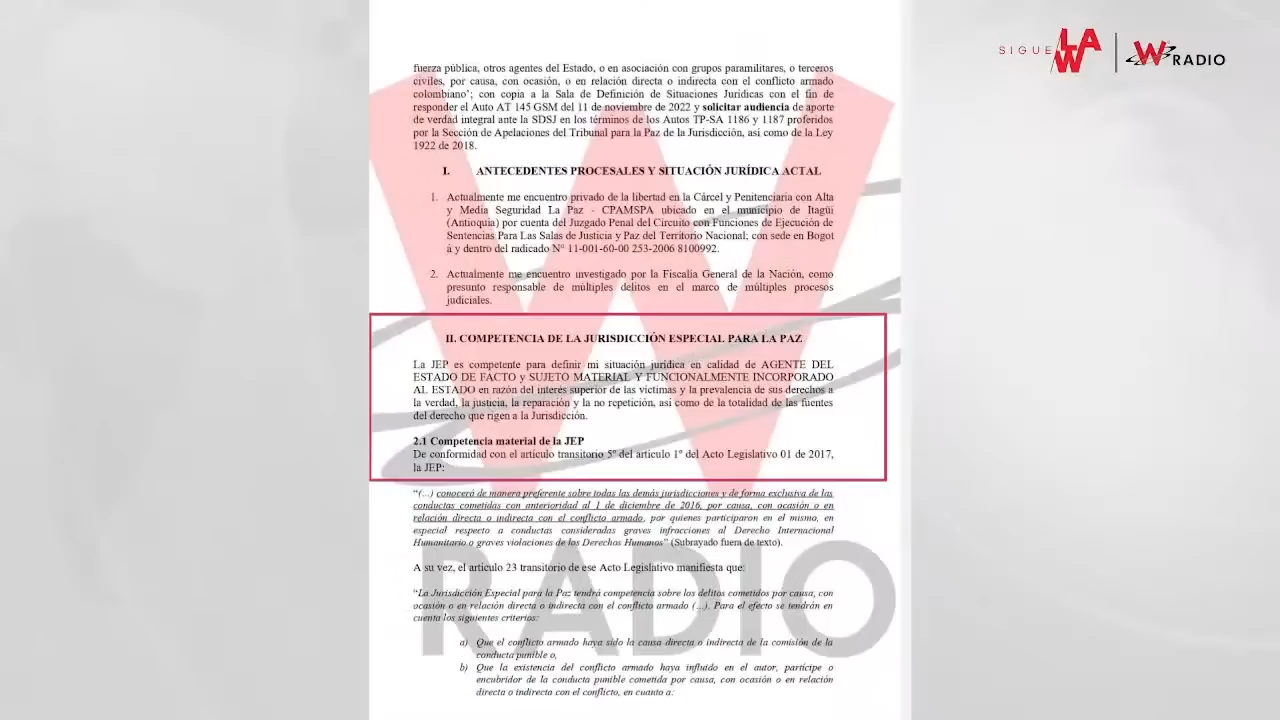 SIGUE LA W
W RADIO
fuerza pública, otros agentes del Estado, o en asociación con grupos paramilitares, o terceros
civiles, por causa, con ocasión, o en relación directa o indirecta con el conflicto armado
colombiano’; con copia a la Sala de Definición de Situaciones Jurídicas con el fin de
responder el Auto AT 145 GSM del 11 de noviembre de 2022 y solicitar audiencia de aporte
de verdad integral ante la SDSJ en los términos de los Autos TP-SA 1186 y 1187 proferidos
por la Sección de Apelaciones del Tribunal para la Paz de la Jurisdicción, así como de la Ley
1922 de 2018.
I. ANTECEDENTES PROCESALES Y SITUACIÓN JURÍDICA ACTAL
1. Actualmente me encuentro privado de la libertad en la Cárcel y Penitenciaria con Alta
y Media Seguridad La Paz - CPAMSPA ubicado en el municipio de Itagüi
(Antioquia) por cuenta del Juzgado Penal del Circuito con Funciones de Ejecución de
Sentencias Para Las Salas de Justicia y Paz del Territorio Nacional; con sede en Bogot
á y dentro del radicado N° 11-001-60-00 253-2006 8100992.
2. Actualmente me encuentro investigado por la Fiscalía General de la Nación, como
presunto responsable de múltiples delitos en el marco de múltiples procesos
judiciales.
II. COMPETENCIA DE LA JURISDICCIÓN ESPECIAL PARA LA PAZ
La JEP es competente para definir mi situación jurídica en calidad de AGENTE DEL
ESTADO DE FACTO y SUJETO MATERIAL Y FUNCIONALMENTE INCORPORADO
AL ESTADO en razón del interés superior de las víctimas y la prevalencia de sus derechos a
la verdad, la justicia, la reparación y la no repetición, así como de la totalidad de las fuentes
del derecho que rigen a la Jurisdicción.
2.1 Competencia material de la JEP
De conformidad con el artículo transitorio 5º del articulo 1º del Acto Legislativo 01 de 2017,
la JEP:
“(...) conocerá de manera preferente sobre todas las demás jurisdicciones y de forma exclusiva de las
conductas cometidas con anterioridad al 1 de diciembre de 2016, por causa, con ocasión o en
relación directa o indirecta con el conflicto armado, por quienes participaron en el mismo, en
especial respecto a conductas consideradas graves infracciones al Derecho Internacional
Humanitario o graves violaciones de los Derechos Humanos” (Subrayado fuera de texto).
A su vez, el artículo 23 transitorio de ese Acto Legislativo manifiesta que:
“La Jurisdicción Especial para la Paz tendrá competencia sobre los delitos cometidos por causa, con
ocasión o en relación directa o indirecta con el conflicto armado (...). Para el efecto se tendrán en
cuenta los siguientes criterios:
a) Que el conflicto armado haya sido la causa directa o indirecta de la comisión de la
conducta punible o,
b) Que la existencia del conflicto armado haya influido en el autor, partícipe o
encubridor de la conducta punible cometida por causa, con ocasión o en relación
directa o indirecta con el conflicto, en cuanto a:
W
RADIO